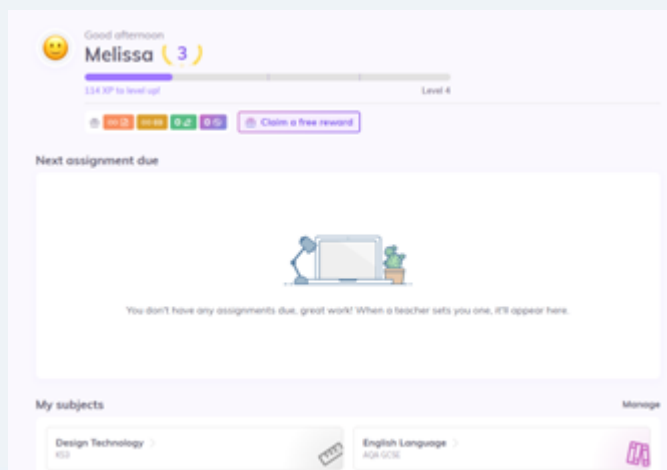 Good afternoon
Melissa 3
114 XP to level up!
Level 4
0 0
Claim a free reward
Next assignment due
You don't have any assignments due, great work! When a teacher sets you one, it'll appear here.
My subjects
Manage
Design Technology
KS3
English Language
AQA GCSE